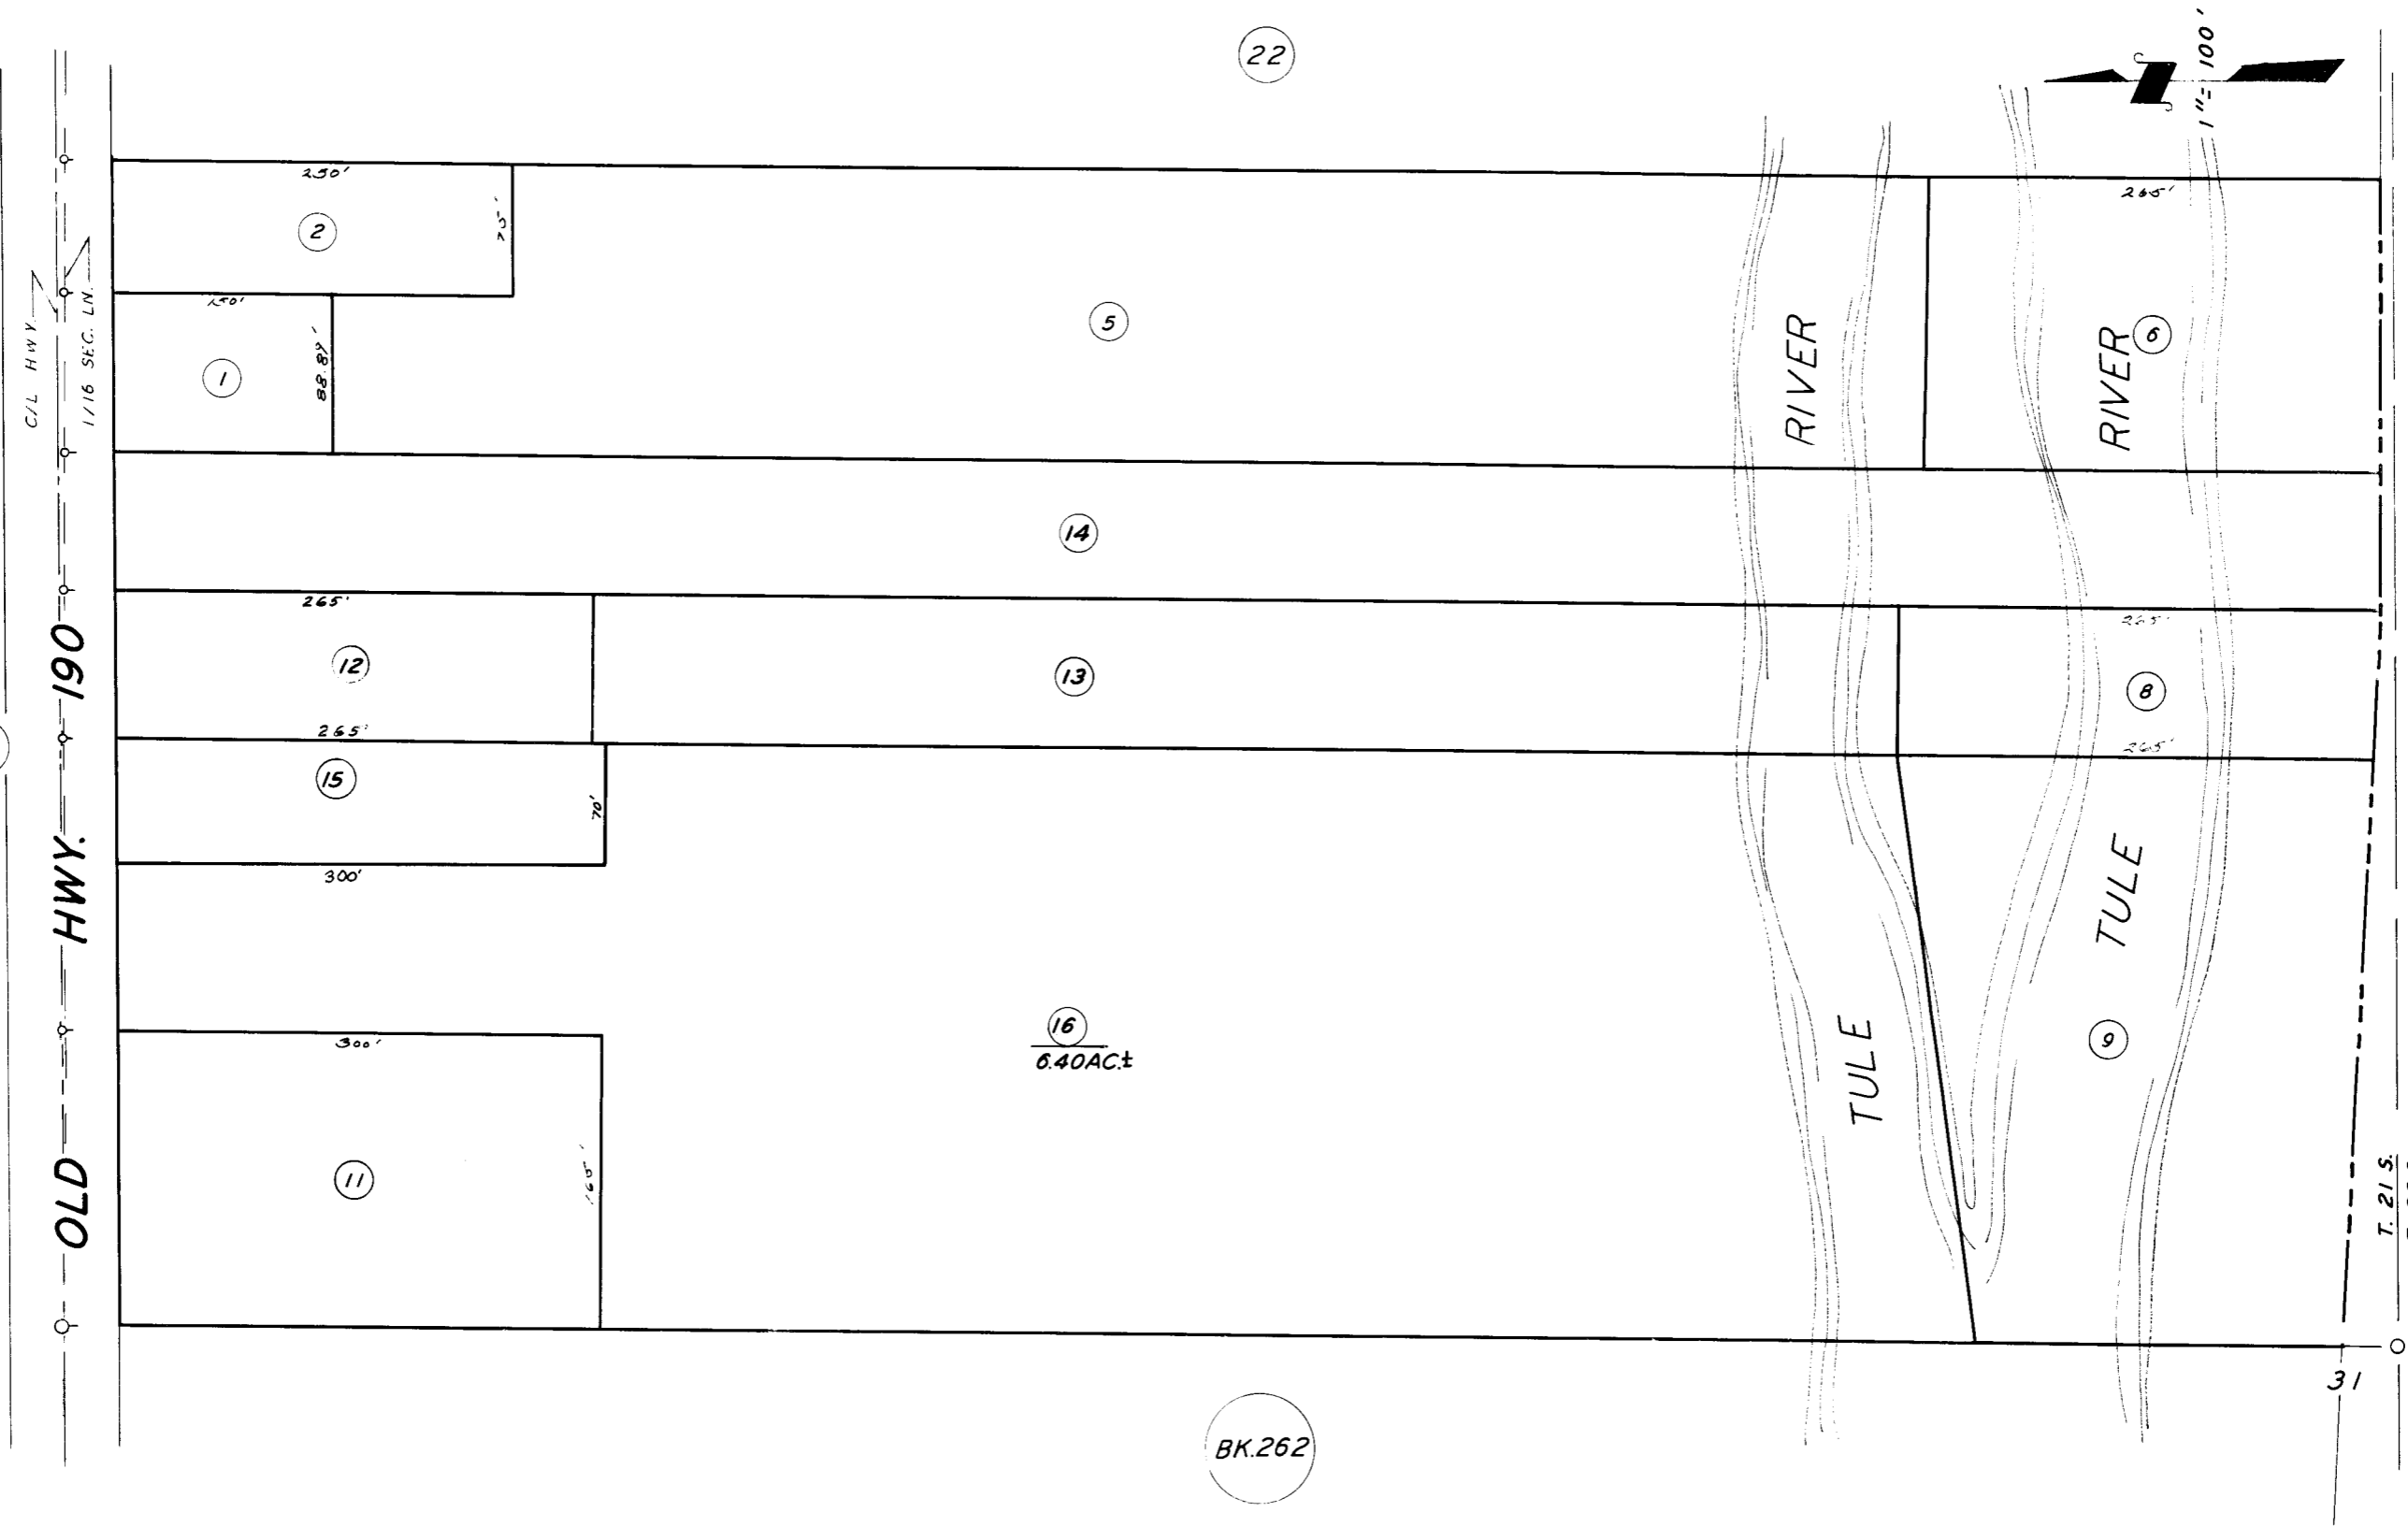 22
1"= 100'
250'
75'
2
265'
C/L HWY.
1/16 SEC. LN.
150'
88.89'
1
5
RIVER
RIVER
6
14
265'
12
265'
13
265'
8
265'
OLD HWY. 190
15
70'
300'
16
6.40AC.±
300'
11
165'
TULE
TULE
9
T. 21 S.
31
BK.262